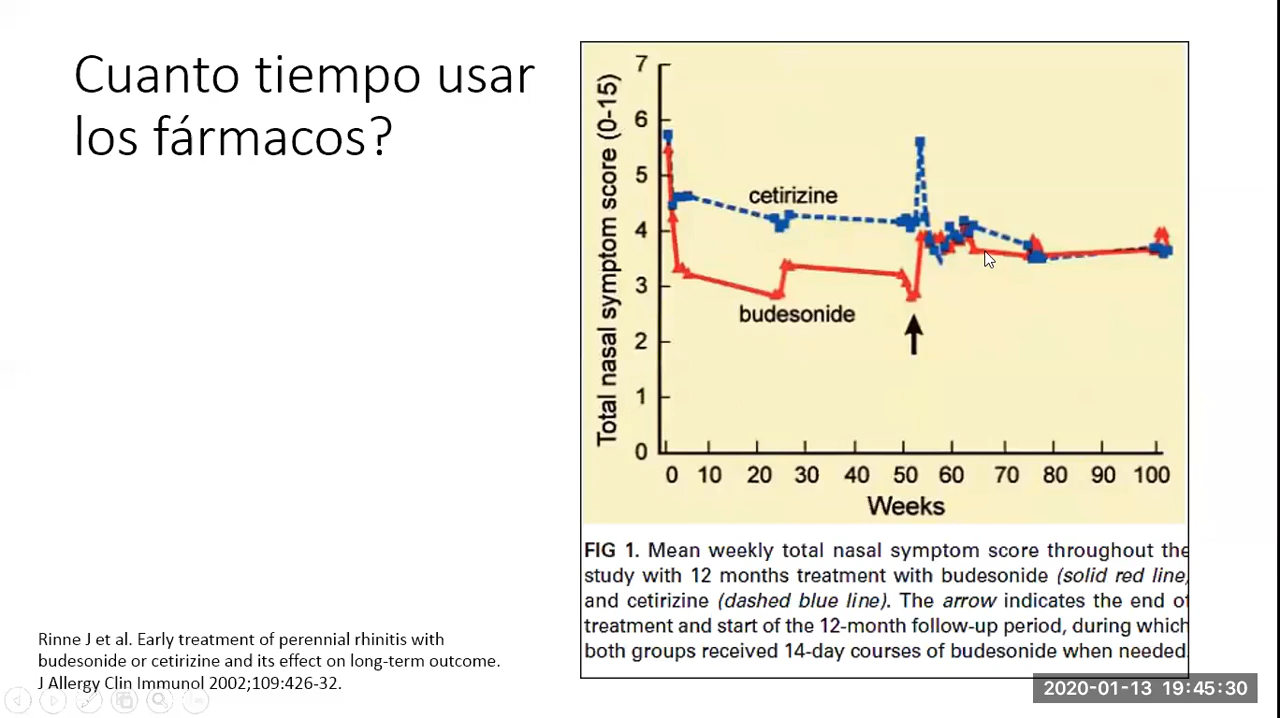 Cuanto tiempo usar
los fármacos?
Total nasal symptom score (0-15)
7
6
5
4
3
2
1
0
cetirizine
budesonide
0 10 20 30 40 50 60 70 80 90 100
Weeks
FIG 1. Mean weekly total nasal symptom score throughout the
study with 12 months treatment with budesonide (solid red line)
and cetirizine (dashed blue line). The arrow indicates the end of
treatment and start of the 12-month follow-up period, during which
both groups received 14-day courses of budesonide when needed.
Rinne J et al. Early treatment of perennial rhinitis with
budesonide or cetirizine and its effect on long-term outcome.
J Allergy Clin Immunol 2002;109:426-32.
2020-01-13 19:45:30